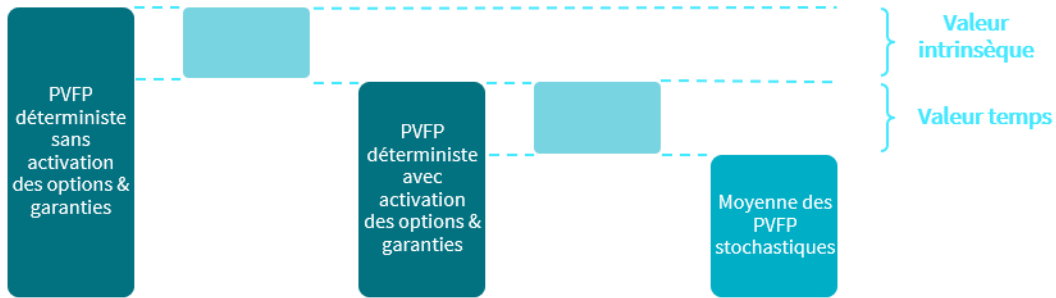 PVFP
déterministe
sans
activation
des options &
garanties
PVFP
déterministe
avec
activation
des options &
garanties
Moyenne des
PVFP
stochastiques
Valeur
intrinsèque
Valeur temps